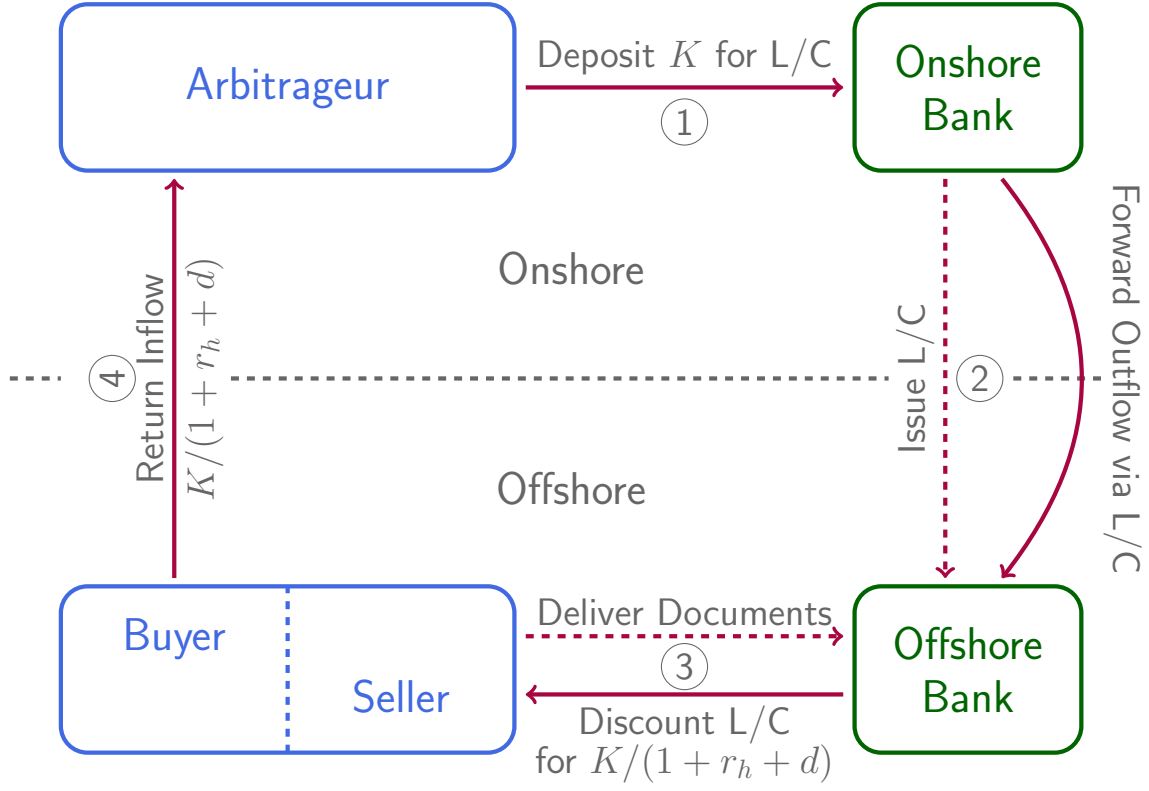 Deposit K for L/C
Arbitrageur
1
Onshore
Bank
Onshore
Return Inflow
K/(1 + r_h + d)
4
Issue L/C
2
Forward Outflow via L/C
Offshore
Buyer
Seller
Deliver Documents
3
Discount L/C
for K/(1 + r_h + d)
Offshore
Bank